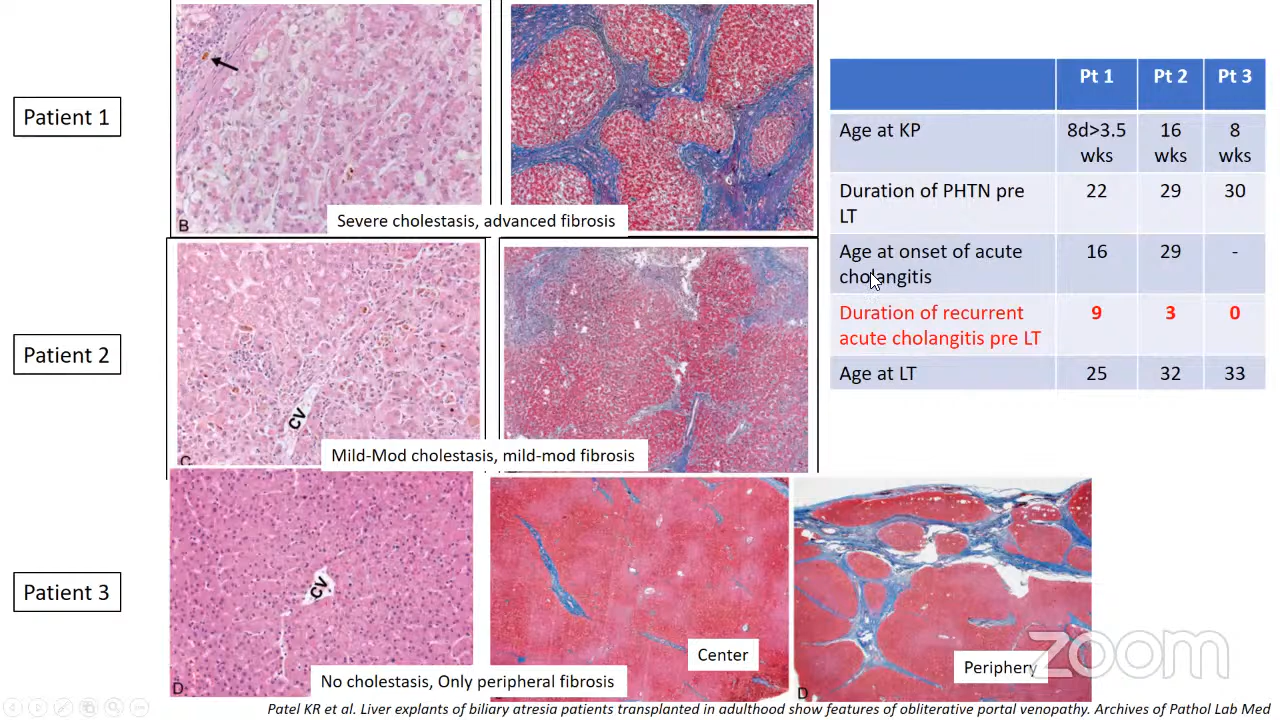 Patient 1
B
Severe cholestasis, advanced fibrosis
Patient 2
CV
C
Mild-Mod cholestasis, mild-mod fibrosis
Patient 3
CV
D
No cholestasis, Only peripheral fibrosis
Center
Periphery
D
Pt 1 Pt 2 Pt 3
Age at KP 8d>3.5 wks 16 wks 8 wks
Duration of PHTN pre LT 22 29 30
Age at onset of acute cholangitis 16 29 -
Duration of recurrent acute cholangitis pre LT 9 3 0
Age at LT 25 32 33
zoom
Patel KR et al. Liver explants of biliary atresia patients transplanted in adulthood show features of obliterative portal venopathy. Archives of Pathol Lab Med